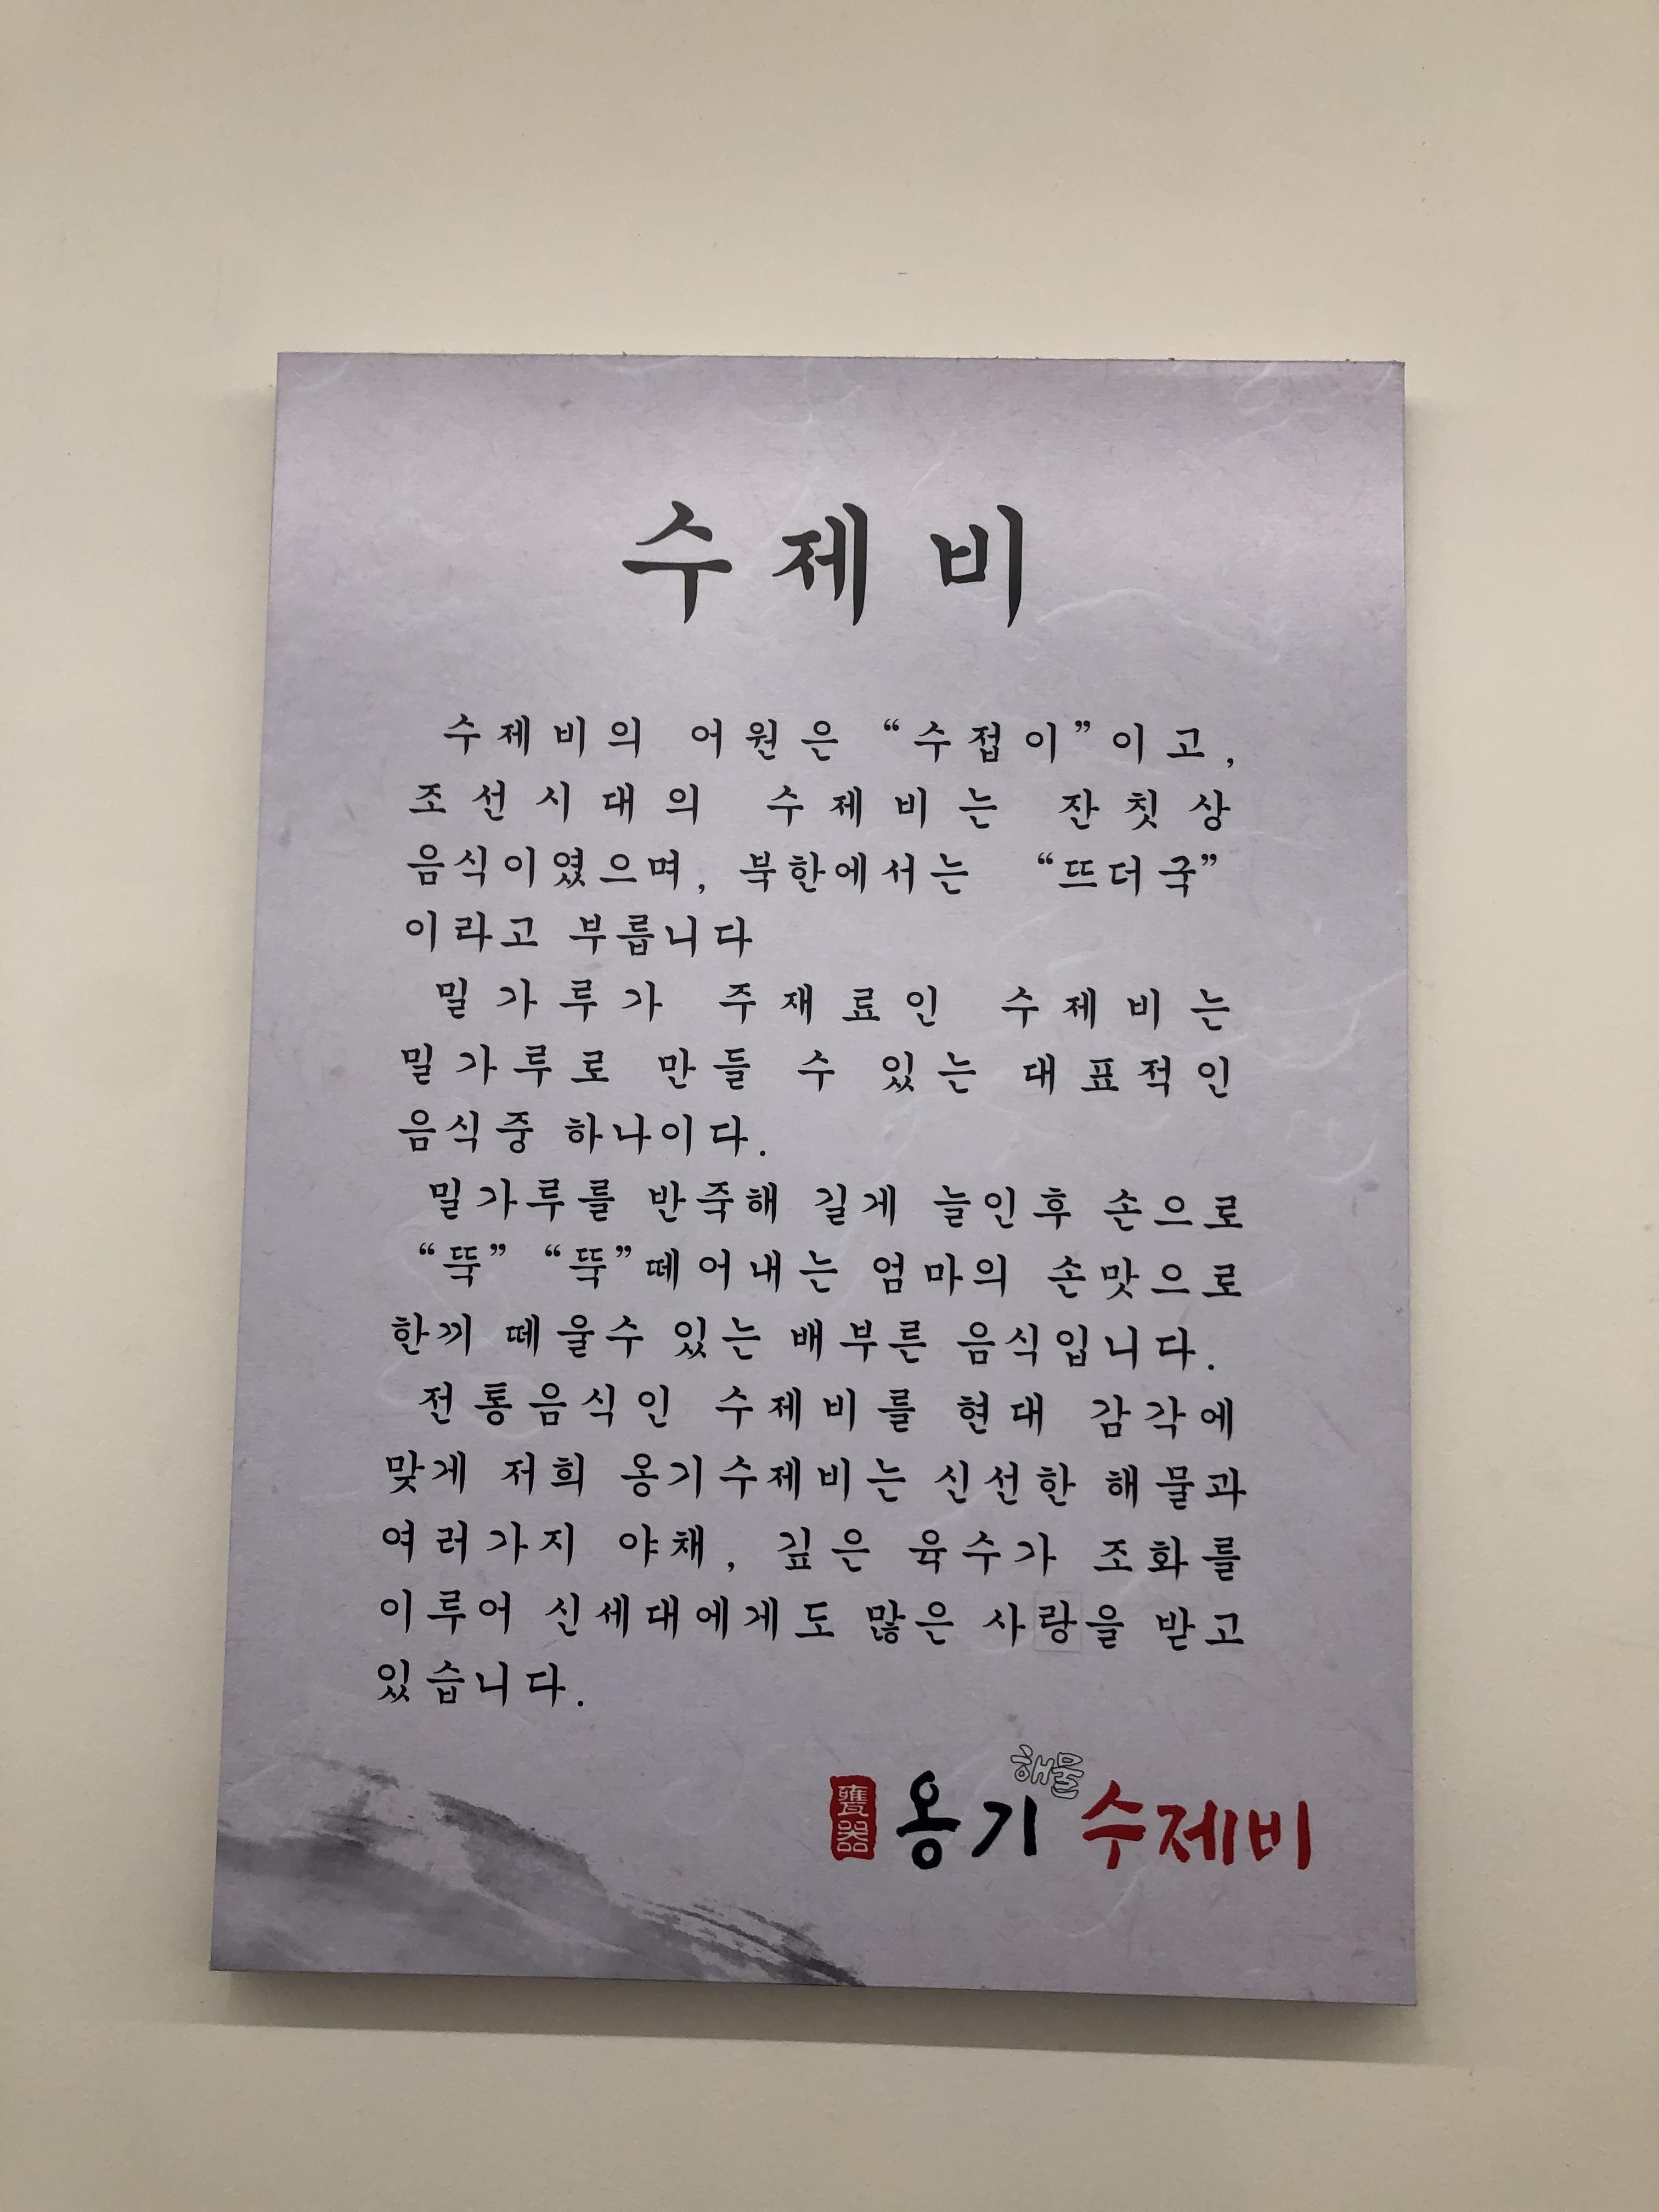 수제비
수제비의 어원은 “수접이”이고,
조선시대의 수제비는 잔칫상
음식이였으며, 북한에서는 “뜨더국”
이라고 부릅니다
밀가루가 주재료인 수제비는
밀가루로 만들 수 있는 대표적인
음식중 하나이다.
밀가루를 반죽해 길게 늘인후 손으로
“뚝” “뚝”떼어내는 엄마의 손맛으로
한끼 떼울수 있는 배부른 음식입니다.
전통음식인 수제비를 현대 감각에
맞게 저희 옹기수제비는 신선한 해물과
여러가지 야채, 깊은 육수가 조화를
이루어 신세대에게도 많은 사랑을 받고
있습니다.
甕器 옹기 해물 수제비